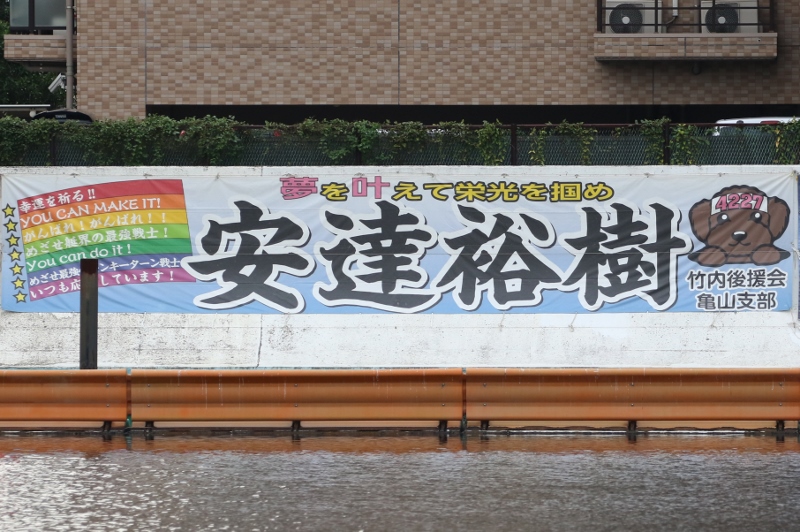 幸運を祈る!!
YOU CAN MAKE IT!
がんばれ!がんばれ!!
めざせ世界の最強戦士!
You can do it!
めざせ最強 ンキーターン戦士
いつも応 しています!
夢を叶えて栄光を掴め
安達裕樹
4227
竹内後援会
亀山支部